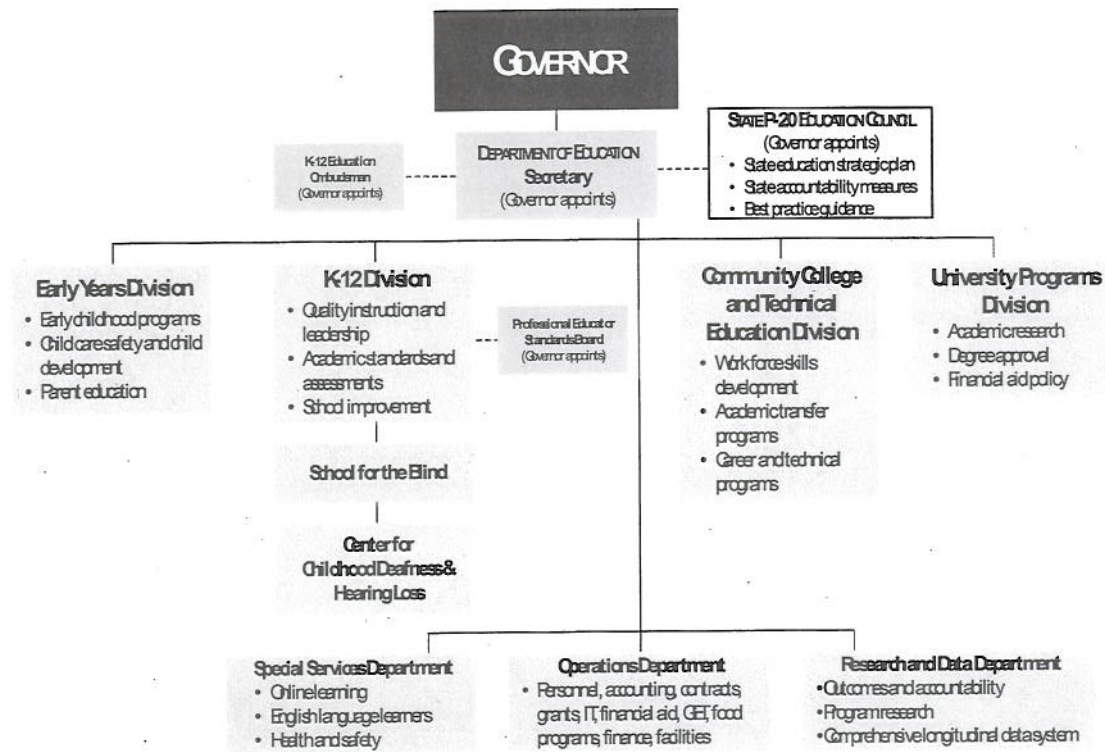 GOVERNOR
K-12 Education
Ombudsman
(Governor appoints)
DEPARTMENT OF EDUCATION
Secretary
(Governor appoints)
STATE P-20 EDUCATION COUNCIL
(Governor appoints)
• State education strategic plan
• State accountability measures
• Best practice guidance
Early Years Division
• Early childhood programs
• Child care safety and child
development
• Parent education
K-12 Division
• Quality instruction and
leadership
• Academic standards and
assessments
• School improvement
Professional Educator
Standards Board
(Governor appoints)
Community College
and Technical
Education Division
• Workforce skills
development
• Academic transfer
programs
• Career and technical
programs
University Programs
Division
• Academic research
• Degree approval
• Financial aid policy
School for the Blind
Center for
Childhood Deafness &
Hearing Loss
Special Services Department
• Online learning
• English language learners
• Health and safety
Operations Department
• Personnel, accounting, contracts,
grants, IT, financial aid, GET, food
programs, finance, facilities
Research and Data Department
• Outcomes and accountability
• Program research
• Comprehensive longitudinal data system